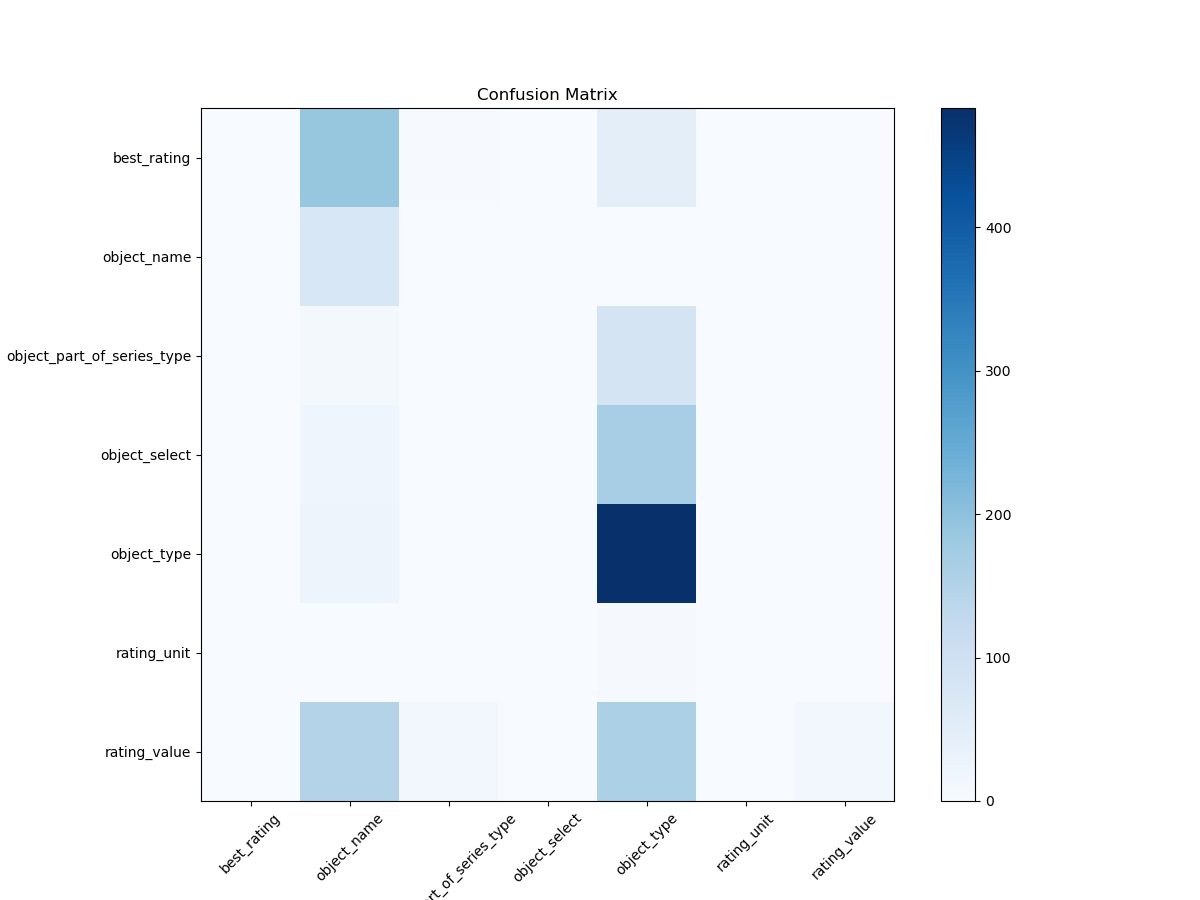 Confusion Matrix
best_rating
object_name
object_part_of_series_type
object_select
object_type
rating_unit
rating_value
best_rating
object_name
rt_of_series_type
object_select
object_type
rating_unit
rating_value
400
300
200
100
0